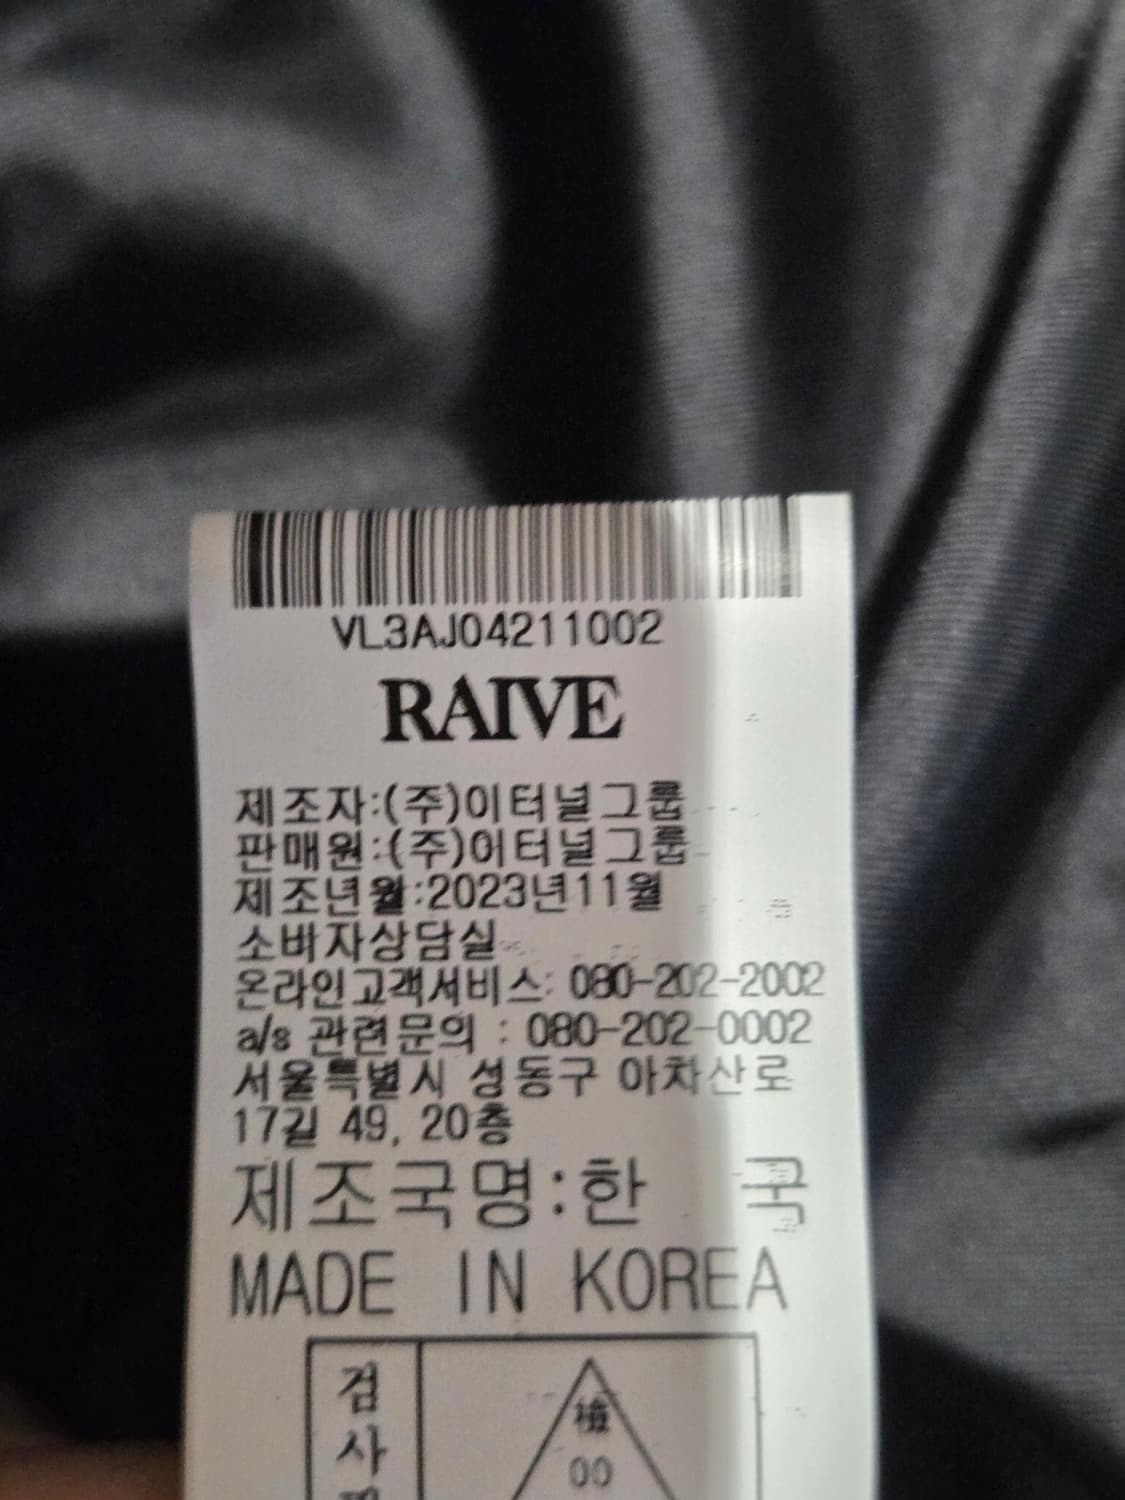 VL3AJ04211002
RAIVE
제조자:(주)이터널그룹
판매원:(주)이터널그룹
제조년월:2023년11월
소바자상담실
온라인고객서비스: 080-202-2002
a/s 관련문의 : 080-202-0002
서울특별시 성동구 아차산로
17길 49, 20층
제조국명:한 국
MADE IN KOREA
검
사
檢
00